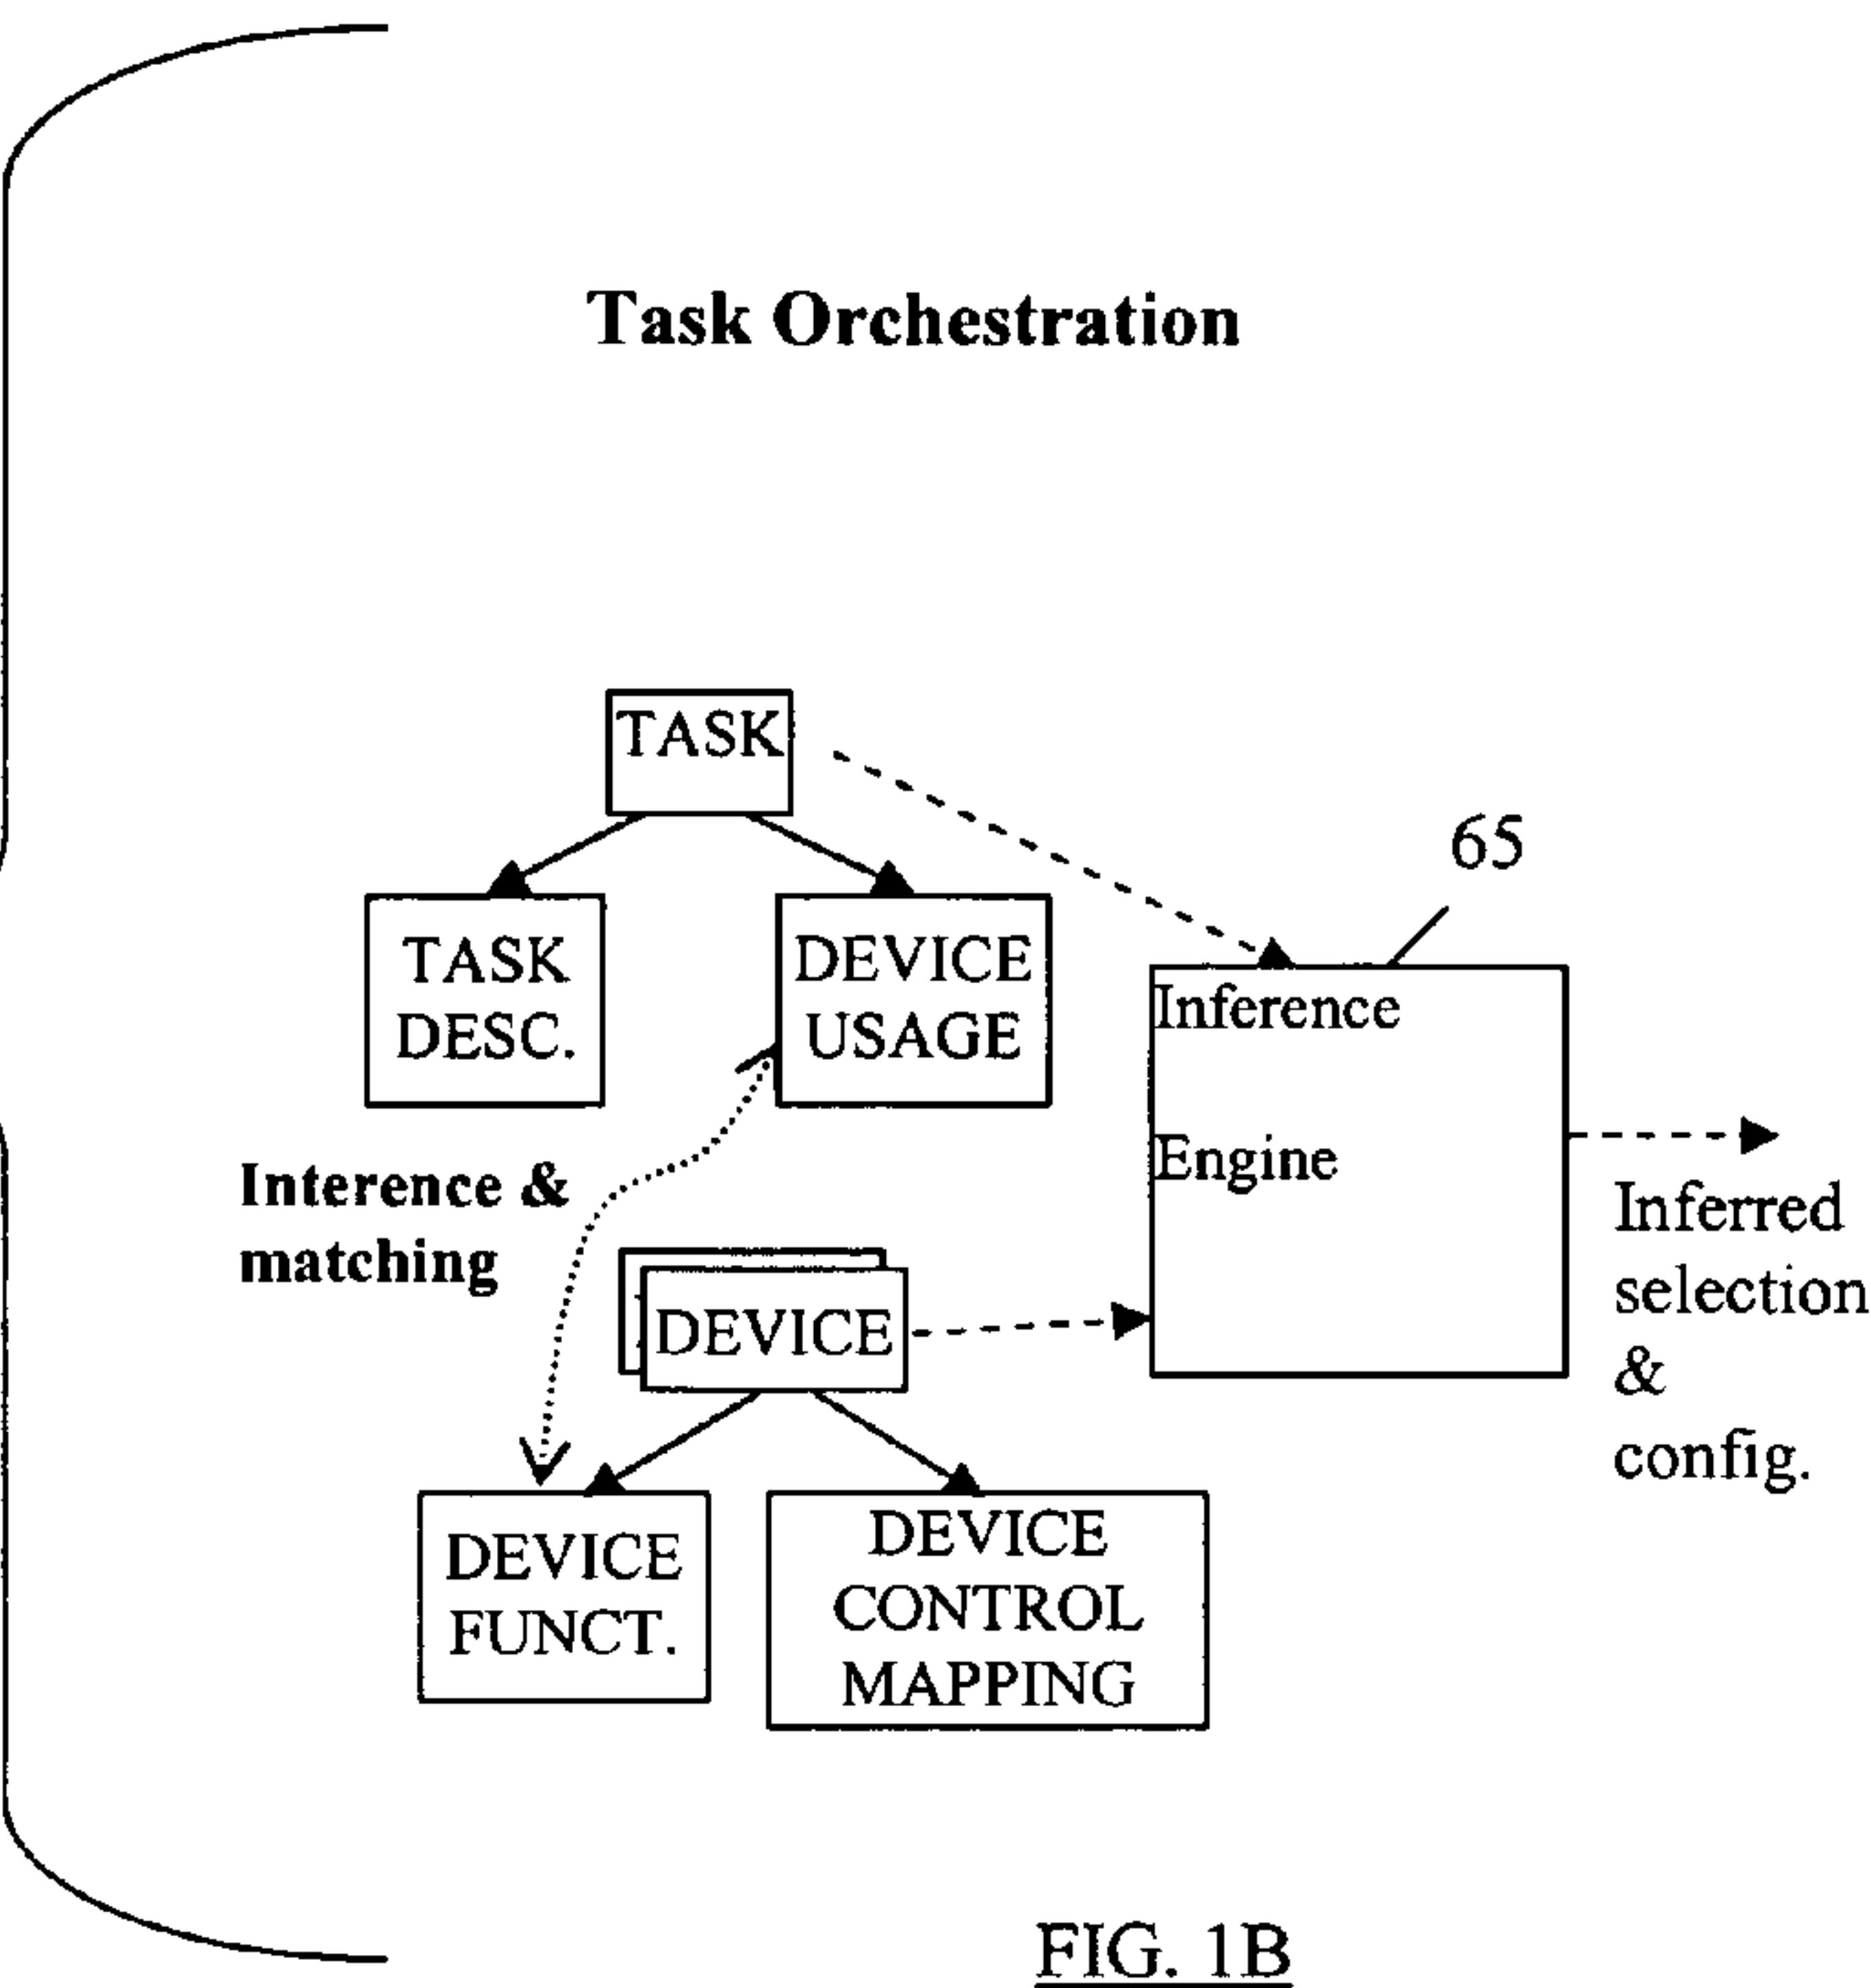 Task Orchestration
TASK
65
TASK
DESC.
DEVICE
USAGE
Inference
Engine
Interence &
matching
DEVICE
Inferred
selection
&
config.
DEVICE
FUNCT.
DEVICE
CONTROL
MAPPING
FIG. 1B